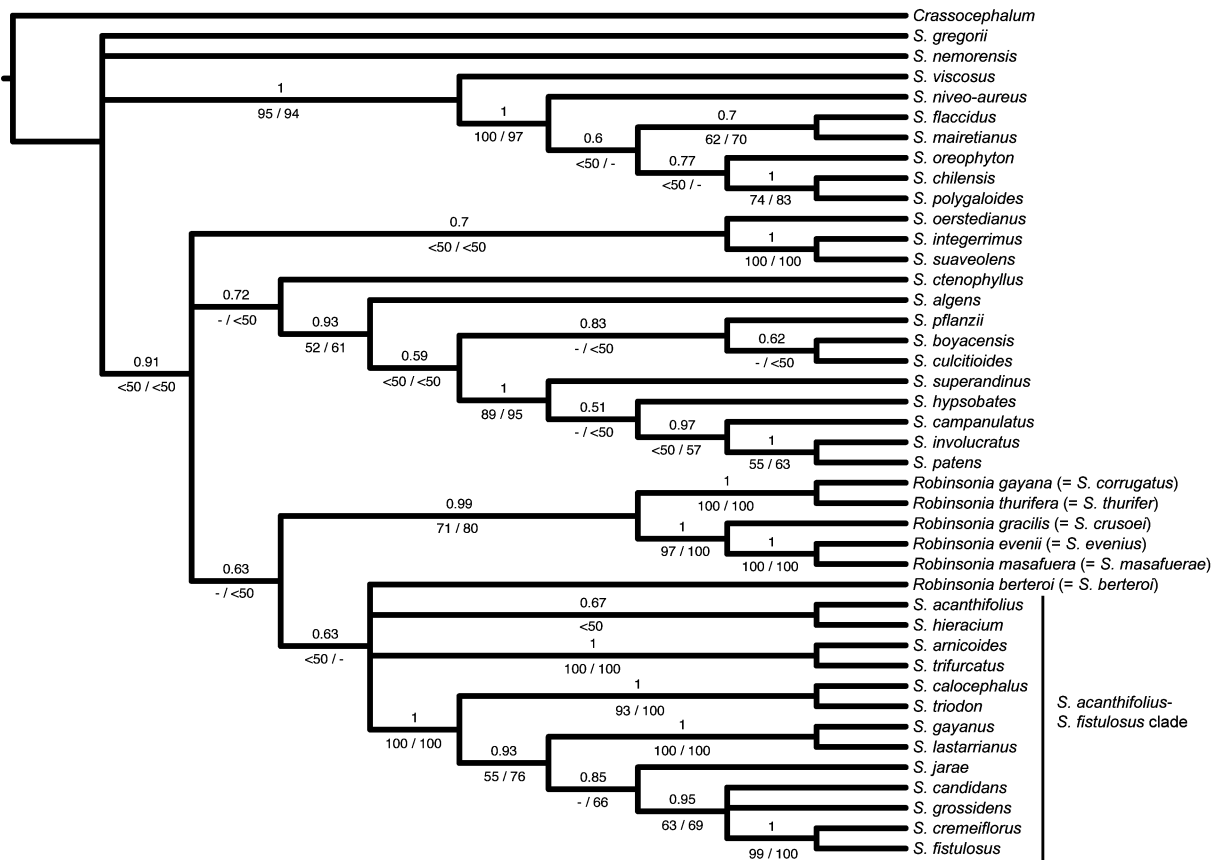 Crassocephalum
S. gregorii
S. nemorensis
S. viscosus
1
95 / 94
S. niveo-aureus
1
100 / 97
S. flaccidus
0.7
62 / 70
S. mairetianus
0.6
<50 / -
S. oreophyton
0.77
<50 / -
S. chilensis
1
74 / 83
S. polygaloides
S. oerstedianus
0.7
<50 / <50
S. integerrimus
1
100 / 100
S. suaveolens
S. ctenophyllus
0.72
- / <50
S. algens
0.93
52 / 61
S. pflanzii
0.83
- / <50
S. boyacensis
0.62
- / <50
S. culcitioides
0.59
<50 / <50
0.91
<50 / <50
S. superandinus
1
89 / 95
S. hypsobates
0.51
- / <50
S. campanulatus
0.97
<50 / 57
S. involucratus
1
55 / 63
S. patens
Robinsonia gayana (= S. corrugatus)
1
100 / 100
Robinsonia thurifera (= S. thurifer)
0.99
71 / 80
Robinsonia gracilis (= S. crusoei)
1
97 / 100
Robinsonia evenii (= S. evenius)
1
100 / 100
Robinsonia masafuera (= S. masafuerae)
0.63
- / <50
Robinsonia berteroi (= S. berteroi)
S. acanthifolius
0.67
<50
S. hieracium
0.63
<50 / -
S. arnicoides
1
100 / 100
S. trifurcatus
S. calocephalus
1
93 / 100
S. triodon
1
100 / 100
S. gayanus
1
100 / 100
S. lastarrianus
0.93
55 / 76
S. jarae
0.85
- / 66
S. candidans
0.95
63 / 69
S. grossidens
S. cremeiflorus
1
99 / 100
S. fistulosus
S. acanthifolius-
S. fistulosus clade